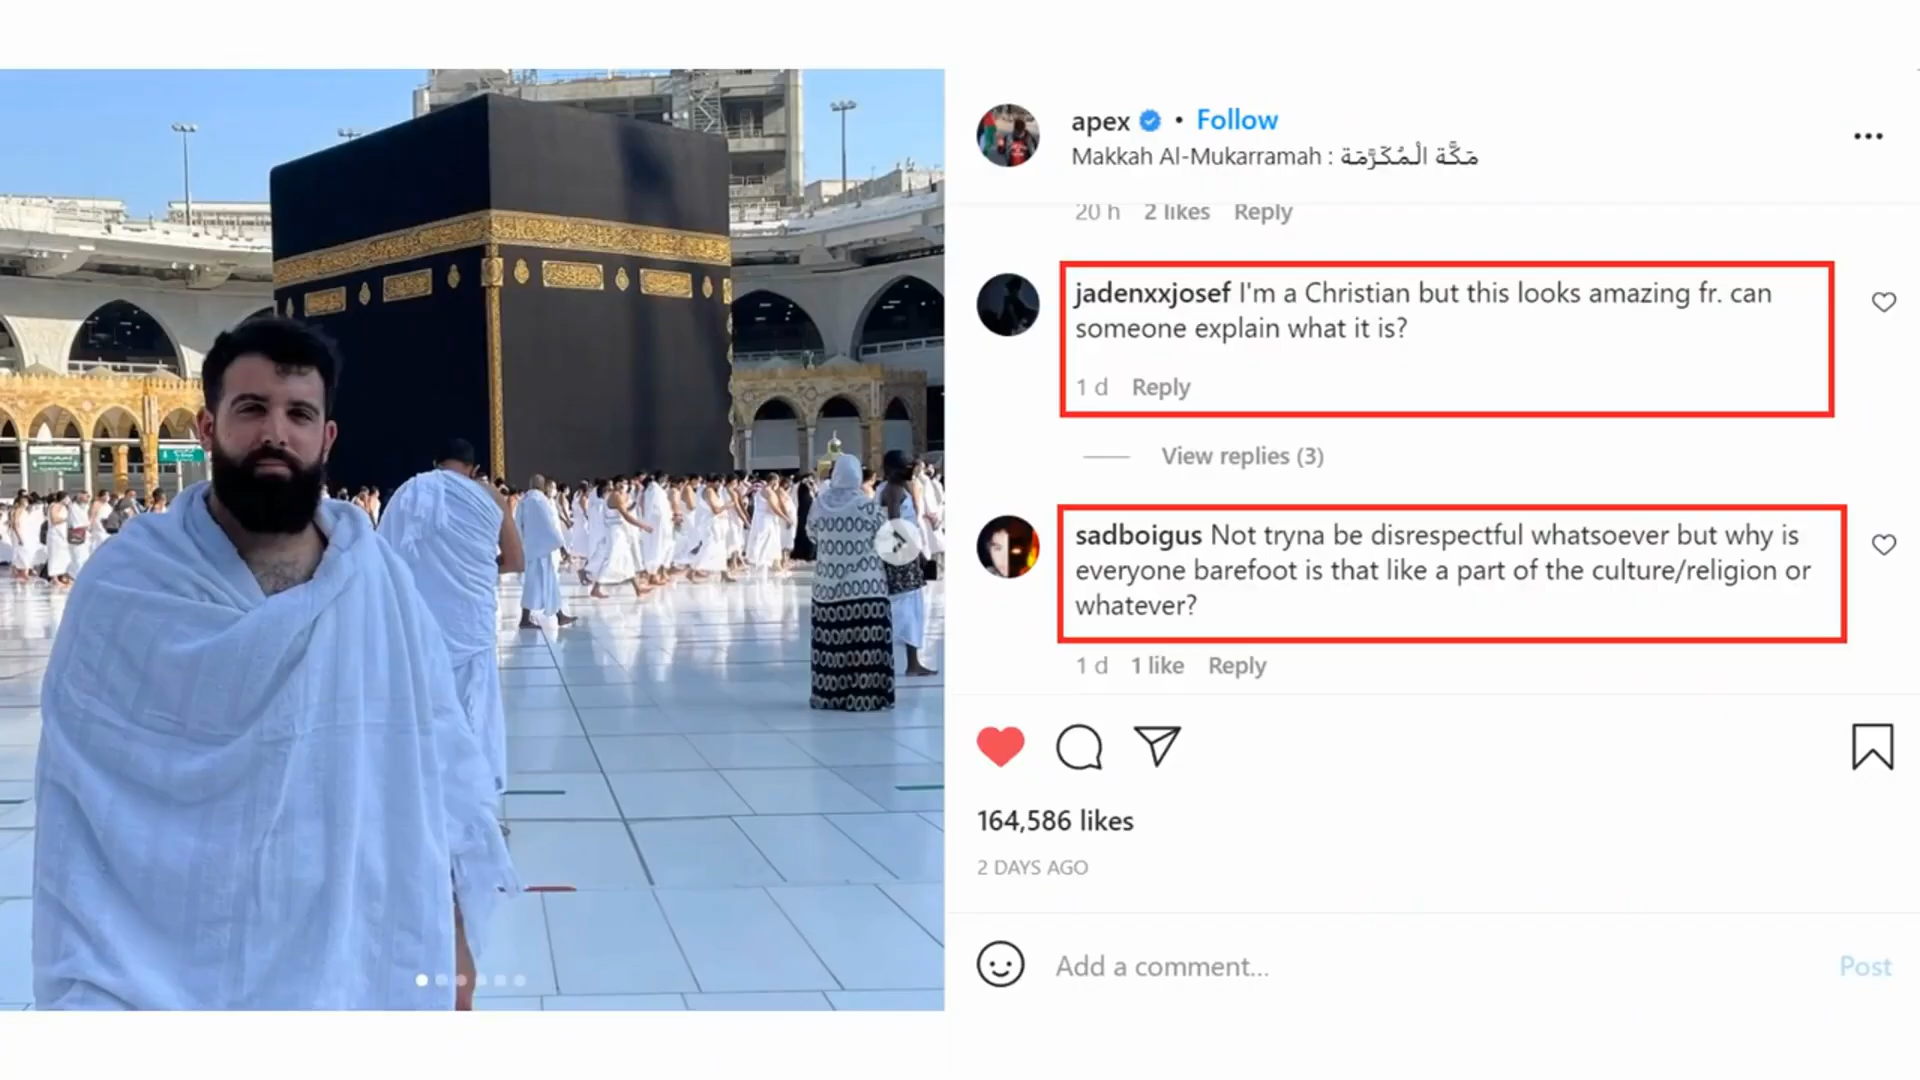 apex • Follow
Makkah Al-Mukarramah : مَكَّة الْمُكَرَّمَة
20 h 2 likes Reply
jadenxxjosef I'm a Christian but this looks amazing fr. can
someone explain what it is?
1 d Reply
View replies (3)
sadboigus Not tryna be disrespectful whatsoever but why is
everyone barefoot is that like a part of the culture/religion or
whatever?
1 d 1 like Reply
164,586 likes
2 DAYS AGO
Add a comment...
Post